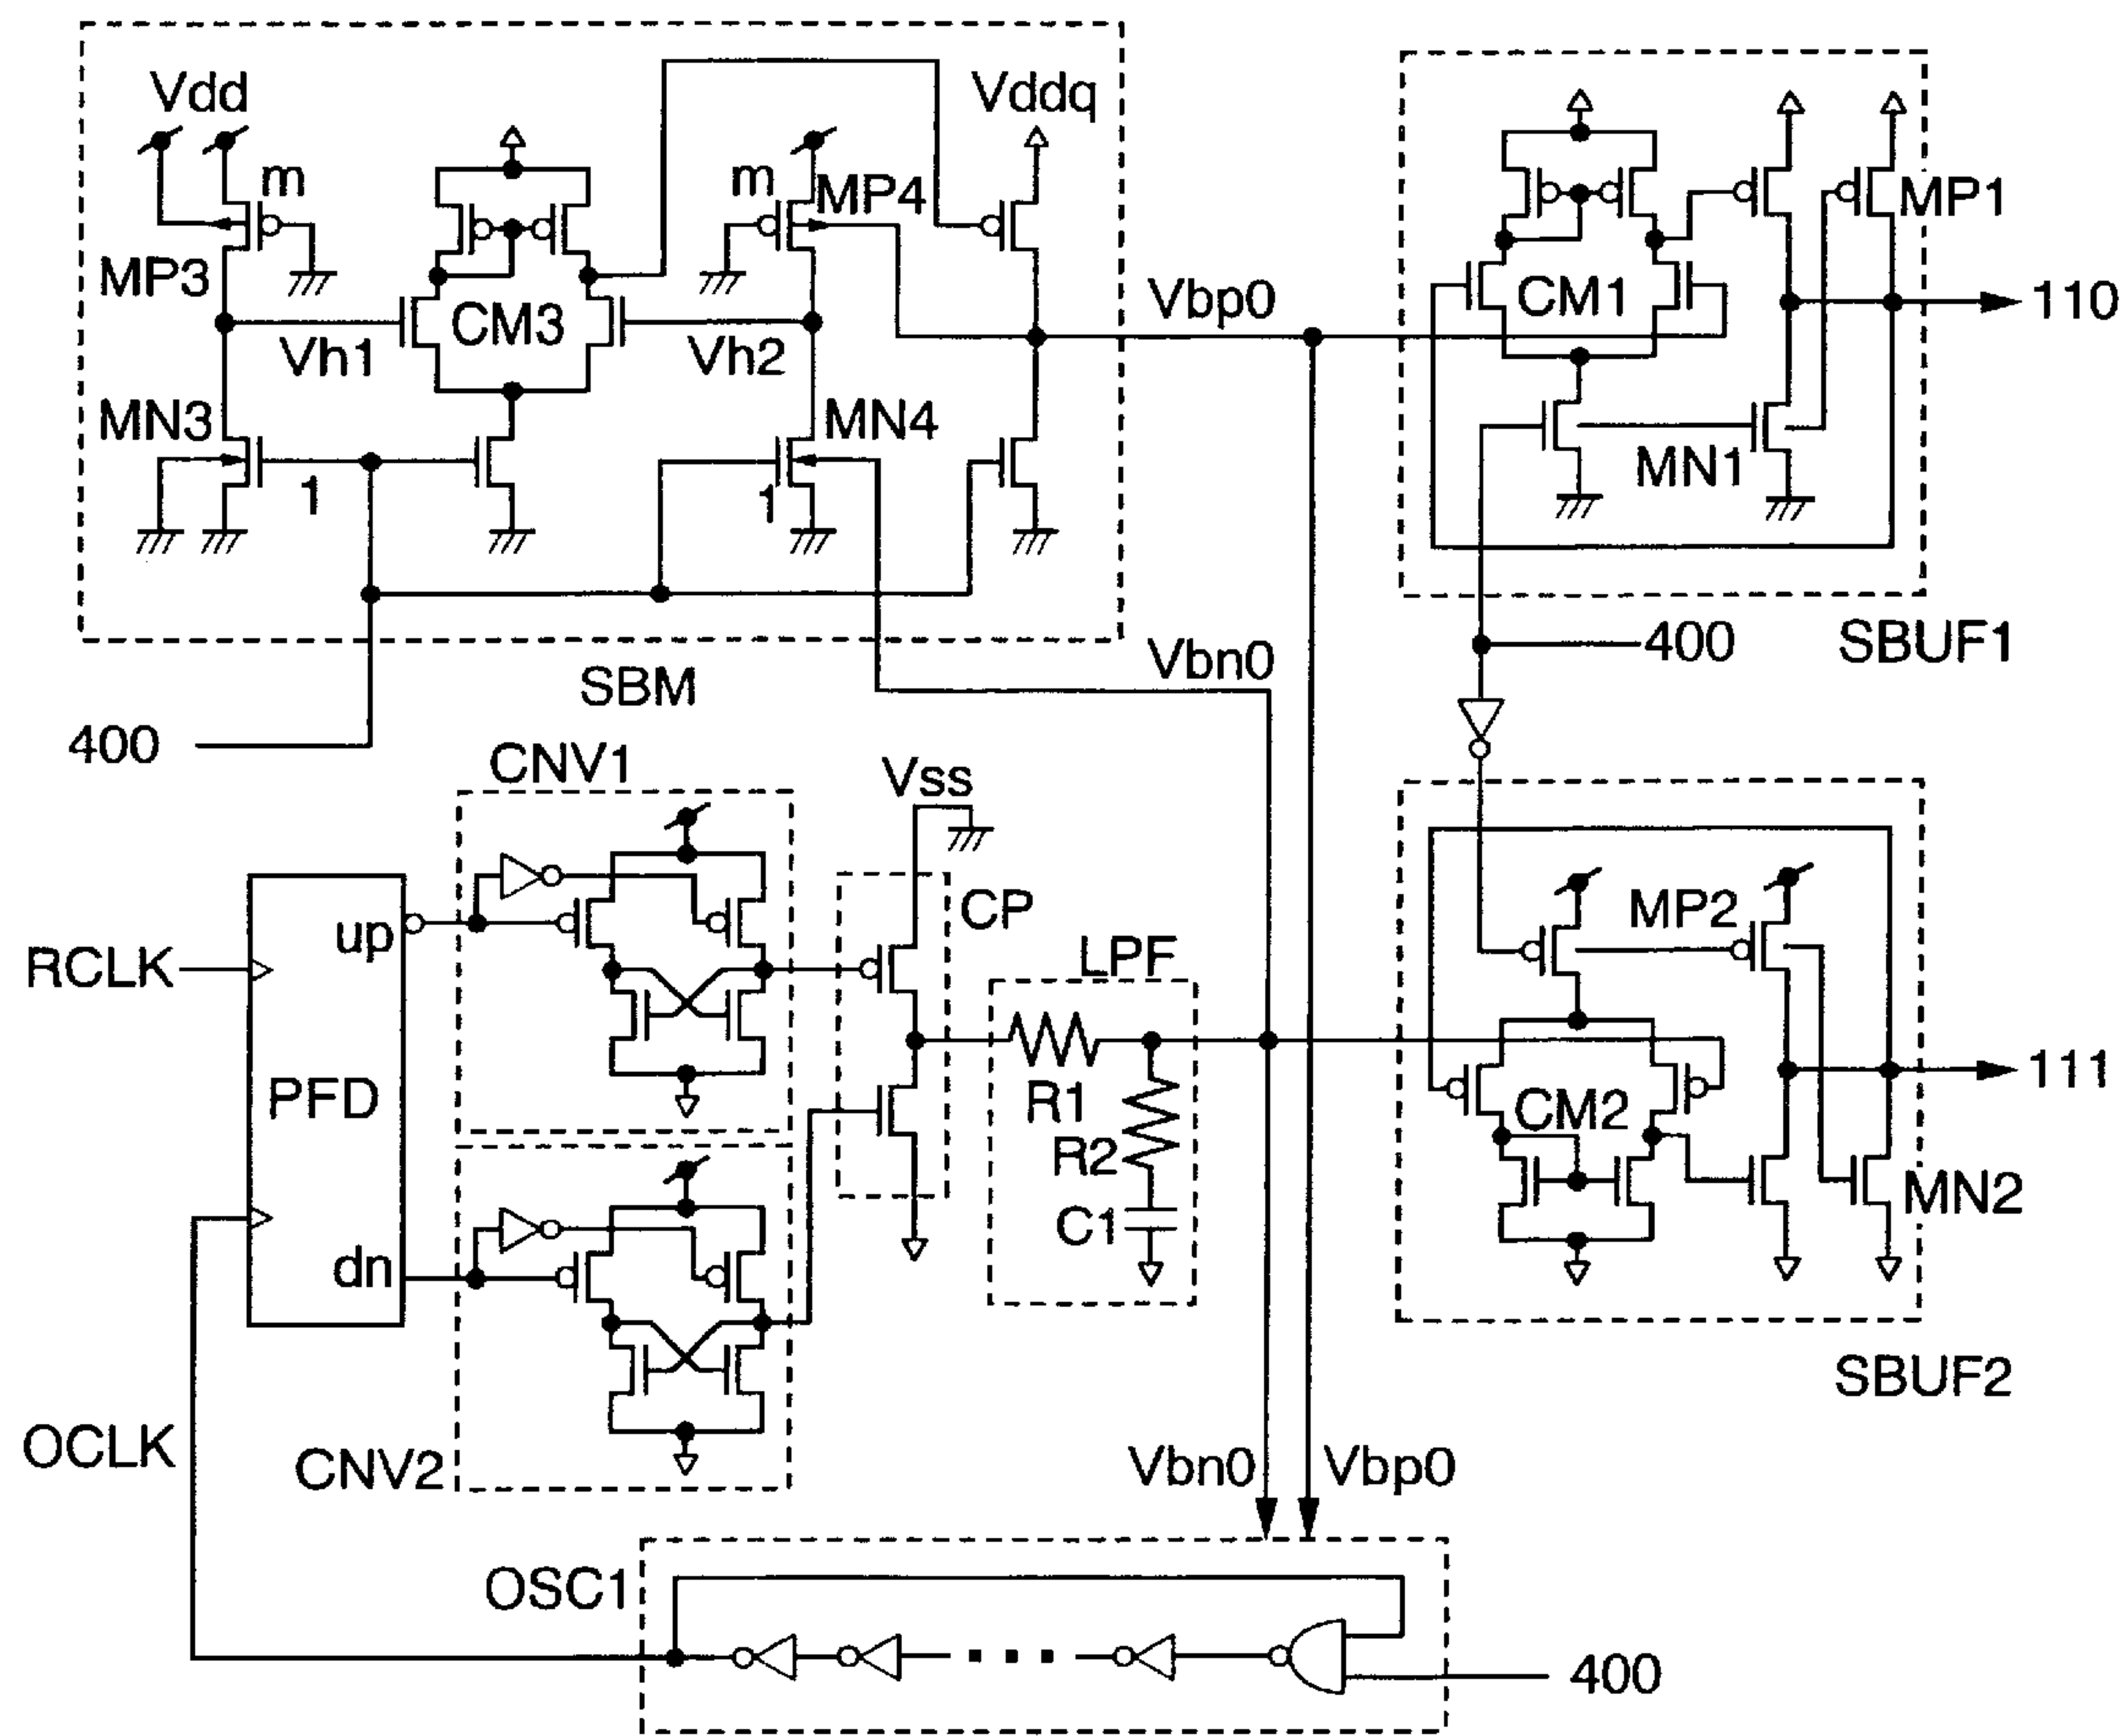 Vdd
Vddq
m
m
MP4
MP1
MP3
CM3
CM1
110
Vbp0
Vh1
Vh2
MN3
MN4
MN1
1
1
400
SBUF1
Vbn0
SBM
400
CNV1
Vss
CP
MP2
up
LPF
RCLK
PFD
R1
CM2
111
R2
MN2
C1
dn
SBUF2
OCLK
CNV2
Vbn0
Vbp0
OSC1
400